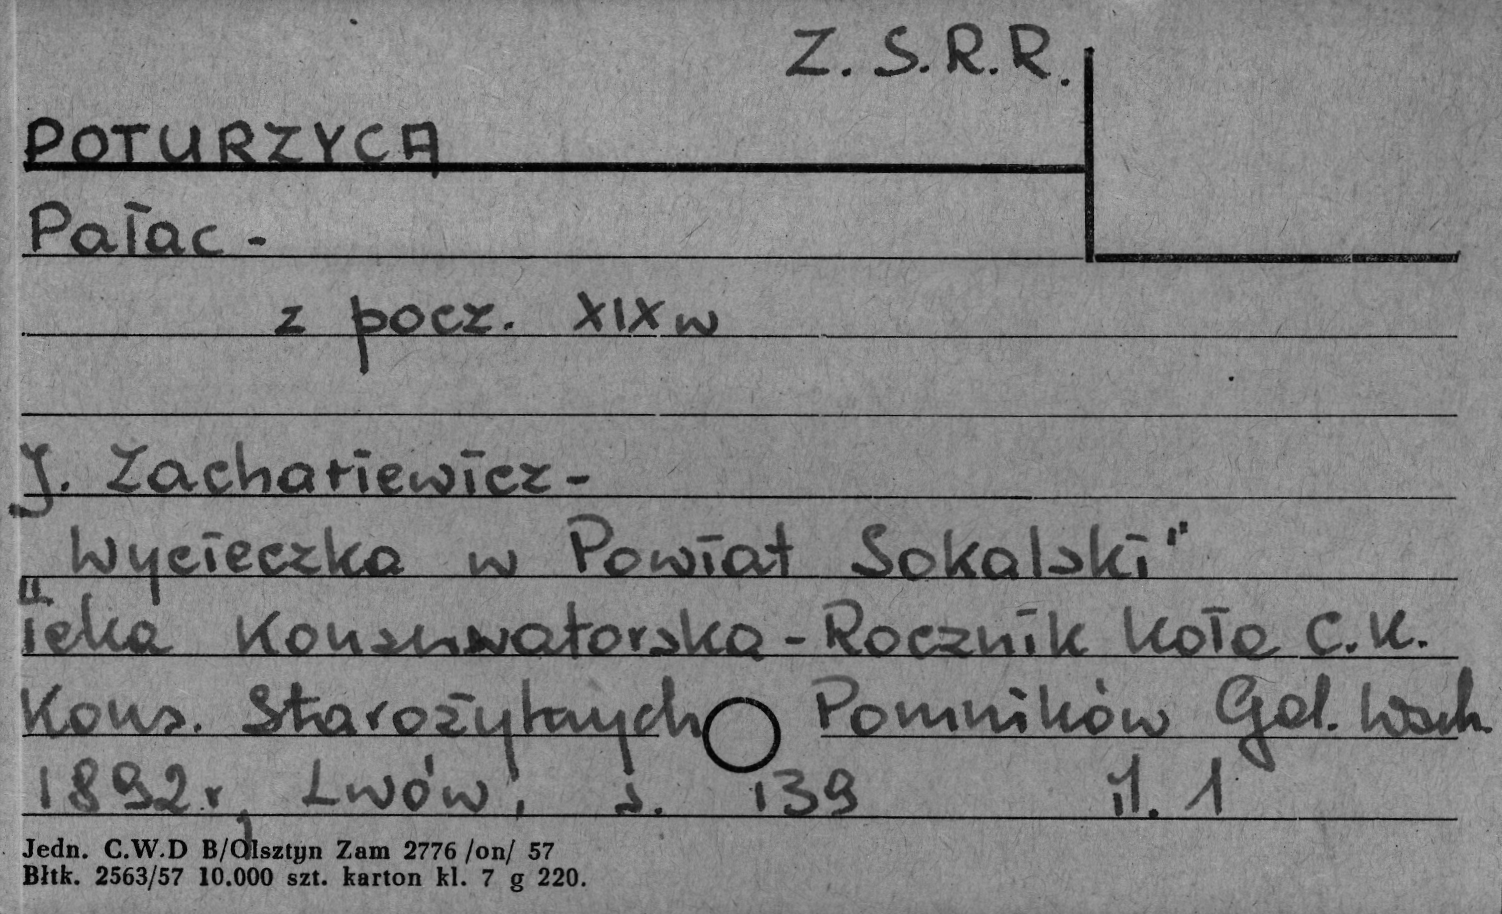 Z.S.R.R.
POTURZYCA
Pałac -
z pocz. XIX w
J. Zachariewicz -
„Wycieczka w Powiat Sokalski"
Teka Konserwatorska - Rocznik Koła C.K.
Kons. Starożytnych Pomników Gal. Wsch.
1892 r, Lwów, s. 139 il. 1
Jedn. C.W.D B/Olsztyn Zam 2776 /on/ 57
Błtk. 2563/57 10.000 szt. karton kl. 7 g 220.